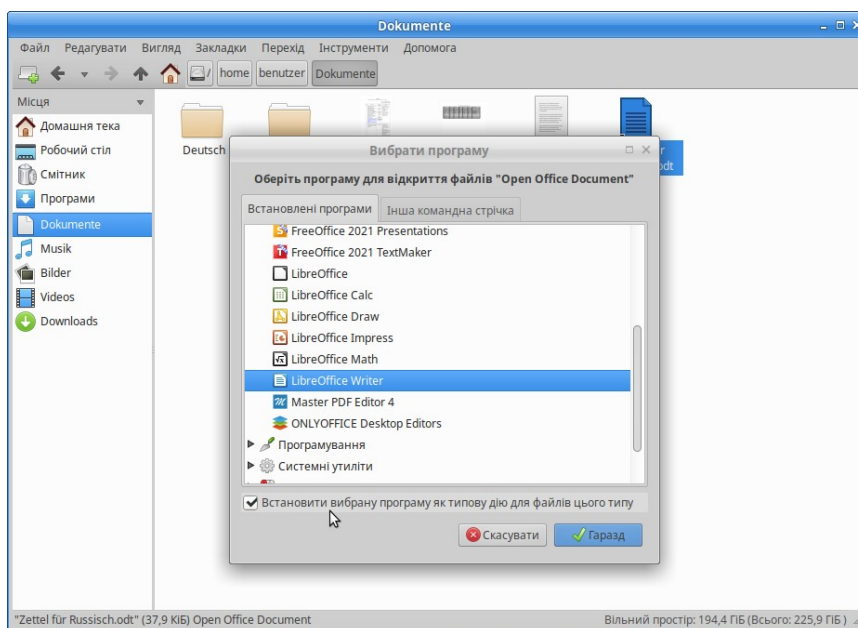 Dokumente
Файл Редагувати Вигляд Закладки Перехід Інструменти Допомога
/ home benutzer Dokumente
Місця
Домашня тека
Робочий стіл
Смітник
Програми
Dokumente
Musik
Bilder
Videos
Downloads
Deutsch
r
odt
Вибрати програму
Оберіть програму для відкриття файлів "Open Office Document"
Встановлені програми Інша командна стрічка
FreeOffice 2021 Presentations
FreeOffice 2021 TextMaker
LibreOffice
LibreOffice Calc
LibreOffice Draw
LibreOffice Impress
LibreOffice Math
LibreOffice Writer
Master PDF Editor 4
ONLYOFFICE Desktop Editors
Програмування
Системні утиліти
Встановити вибрану програму як типову дію для файлів цього типу
Скасувати Гаразд
"Zettel für Russisch.odt" (37,9 КіБ) Open Office Document Вільний простір: 194,4 ГіБ (Всього: 225,9 ГіБ )